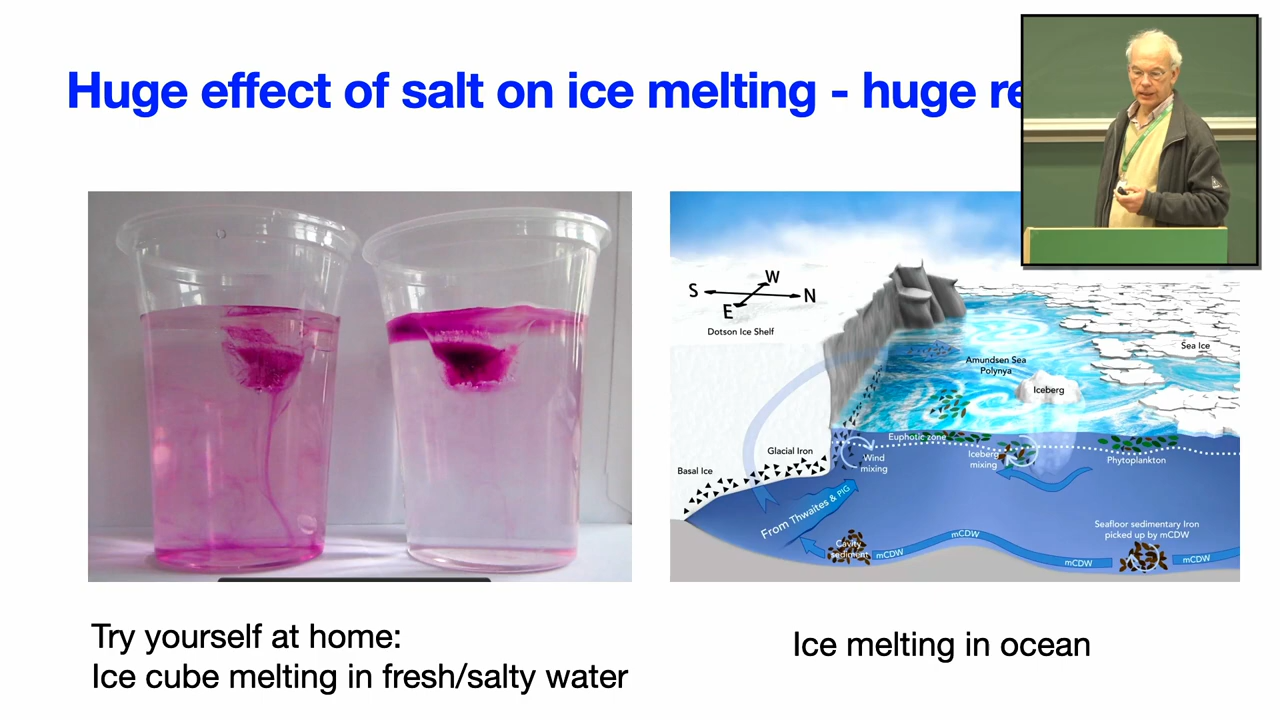 Huge effect of salt on ice melting - huge
W
S
N
E
Dotson Ice Shelf
Sea Ice
Amundsen Sea
Polynya
Iceberg
Euphotic zone
Glacial Iron
Wind
mixing
Iceberg
mixing
Phytoplankton
Basal Ice
From Thwaites & PIG
Seafloor sedimentary Iron
picked up by mCDW
Cavity
sediment
mCDW
mCDW
mCDW
mCDW
Try yourself at home:
Ice cube melting in fresh/salty water
Ice melting in ocean